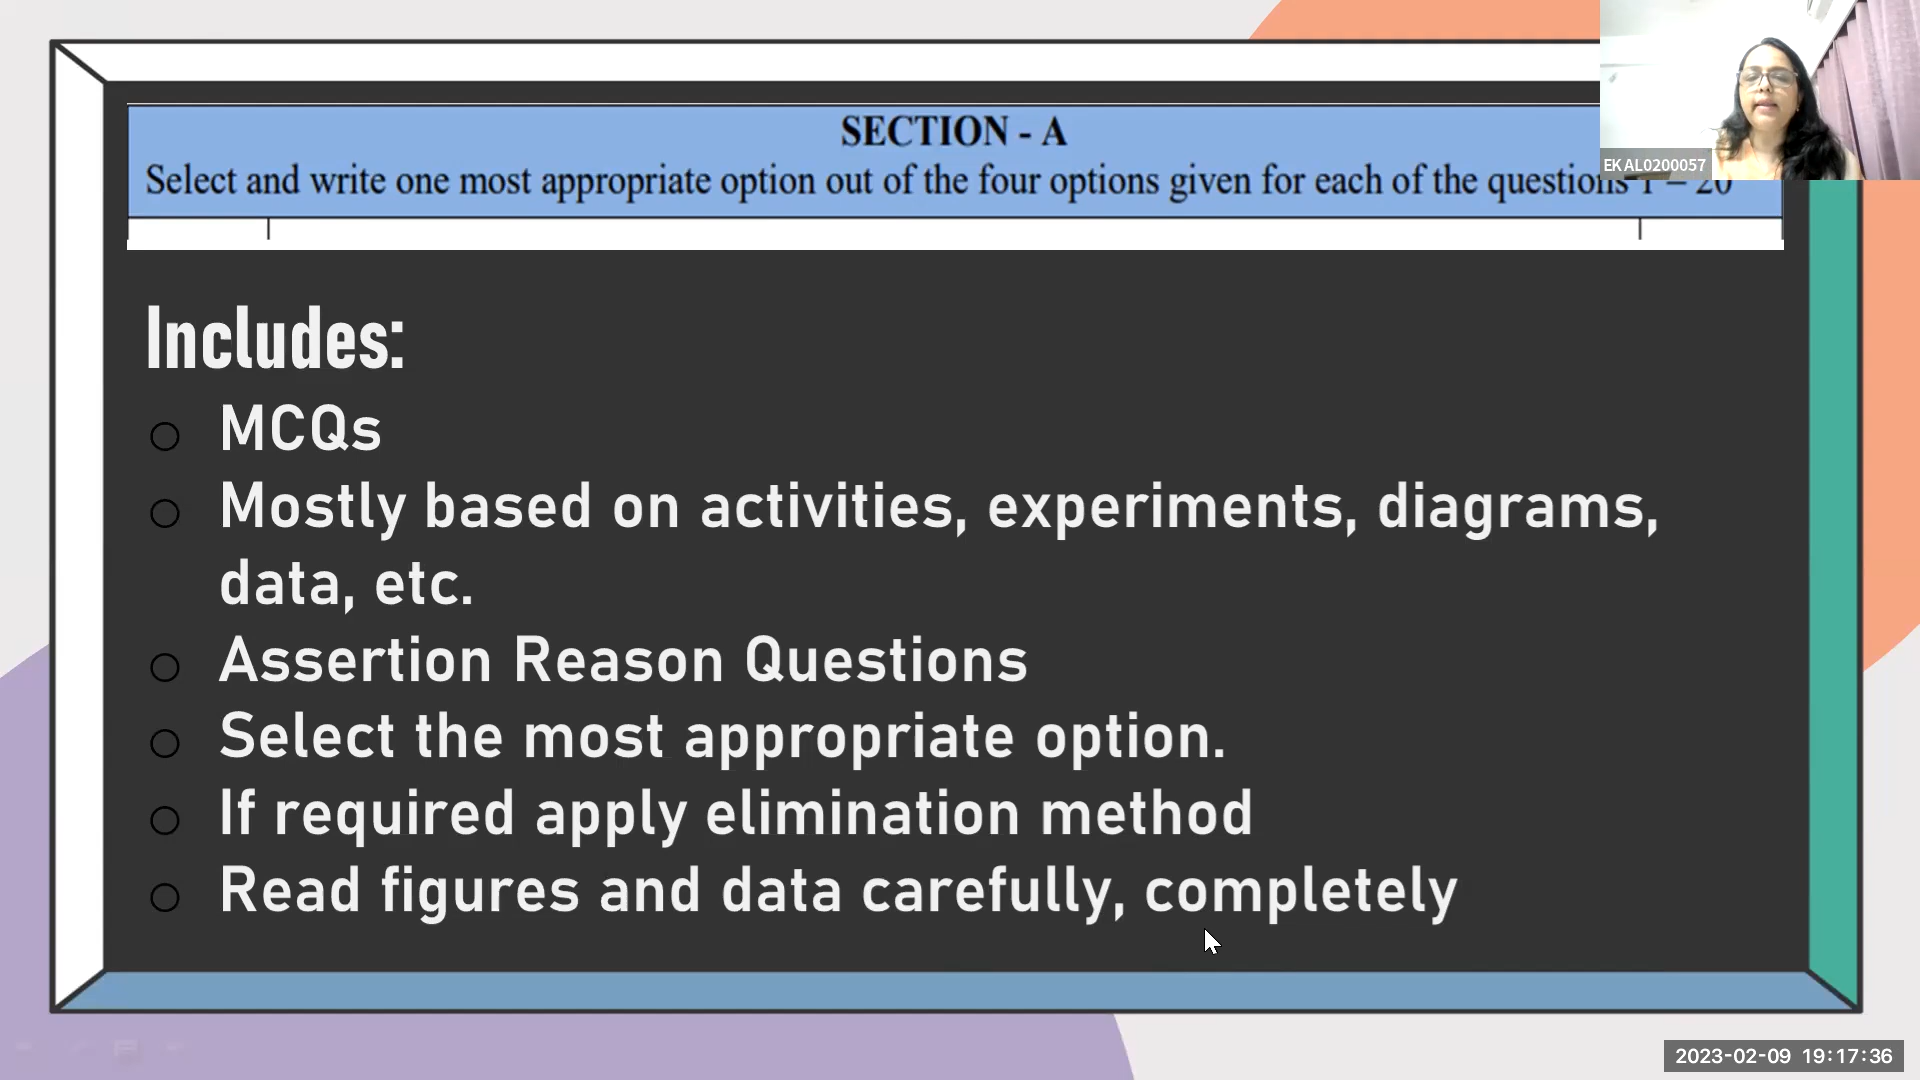 SECTION - A
Select and write one most appropriate option out of the four options given for each of the questions 1 – 20
EKAL0200057
Includes:
MCQs
Mostly based on activities, experiments, diagrams,
data, etc.
Assertion Reason Questions
Select the most appropriate option.
If required apply elimination method
Read figures and data carefully, completely
2023-02-09 19:17:36